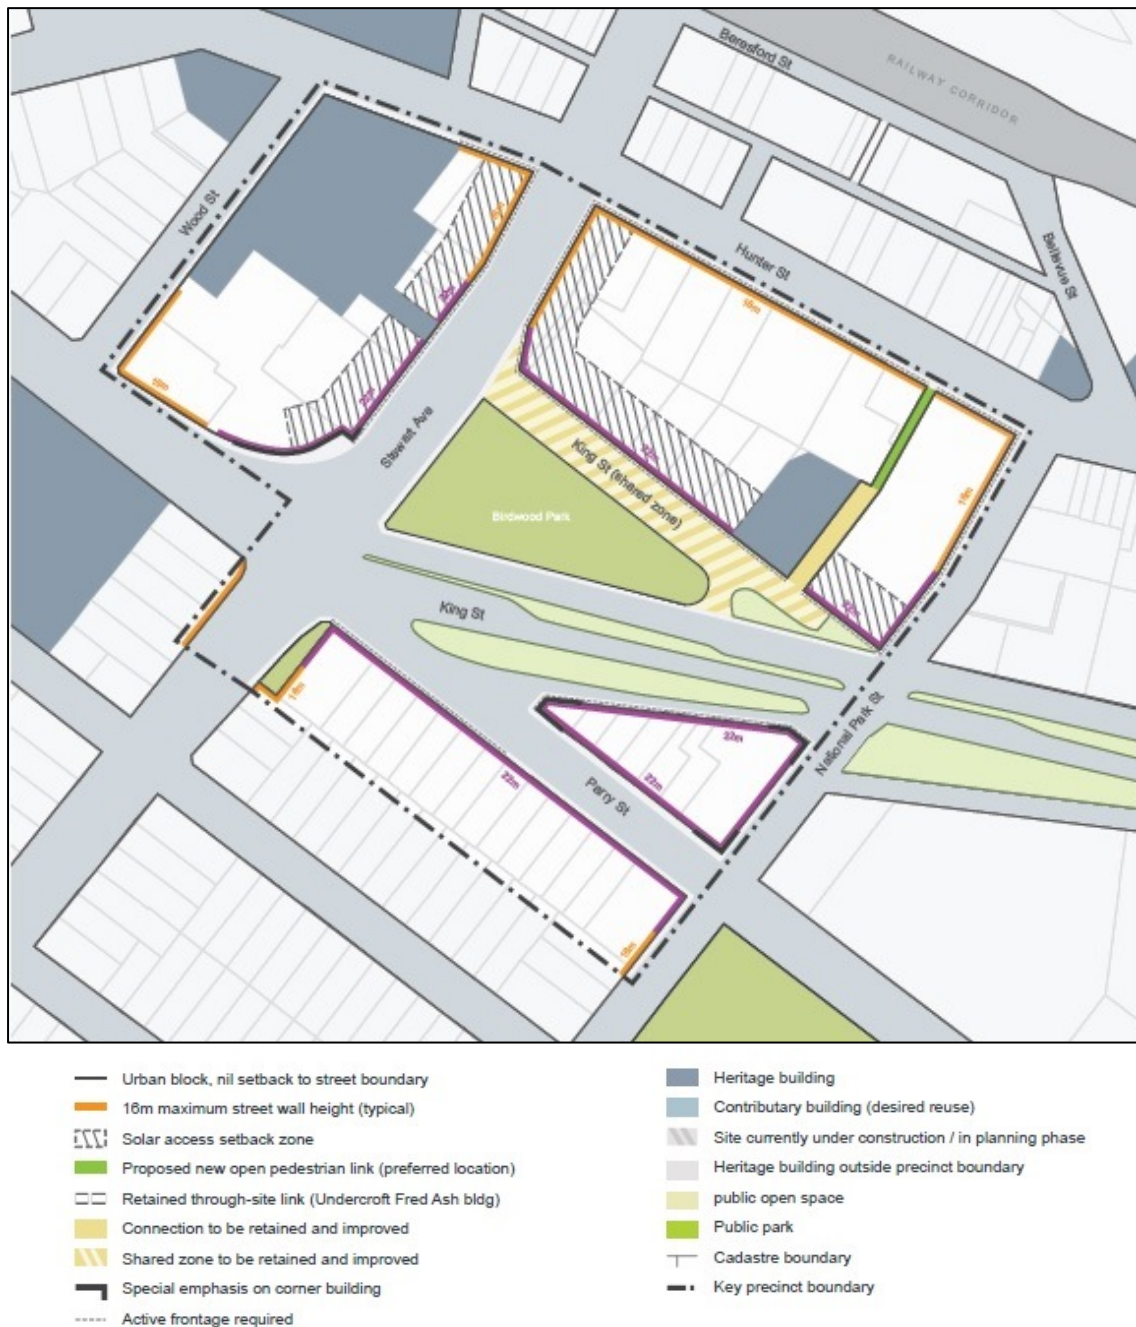 Beresford St
RAILWAY CORRIDOR
Wood St
Hunter St
Bellevue St
16m
Stewart Ave
22m
King St (shared zone)
Birdwood Park
22m
King St
National Park St
22m
22m
22m
Parry St
Urban block, nil setback to street boundary
16m maximum street wall height (typical)
Solar access setback zone
Proposed new open pedestrian link (preferred location)
Retained through-site link (Undercroft Fred Ash bldg)
Connection to be retained and improved
Shared zone to be retained and improved
Special emphasis on corner building
Active frontage required
Heritage building
Contributary building (desired reuse)
Site currently under construction / in planning phase
Heritage building outside precinct boundary
public open space
Public park
Cadastre boundary
Key precinct boundary